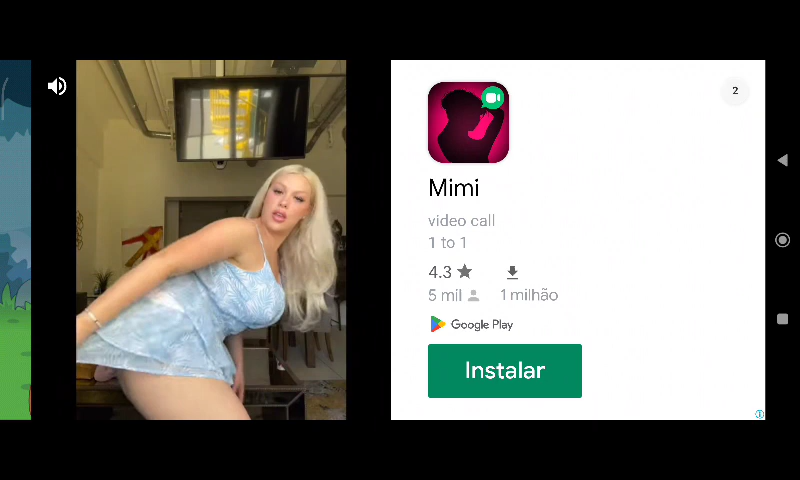 2
Mimi
video call
1 to 1
4.3
5 mil
1 milhão
Google Play
Instalar